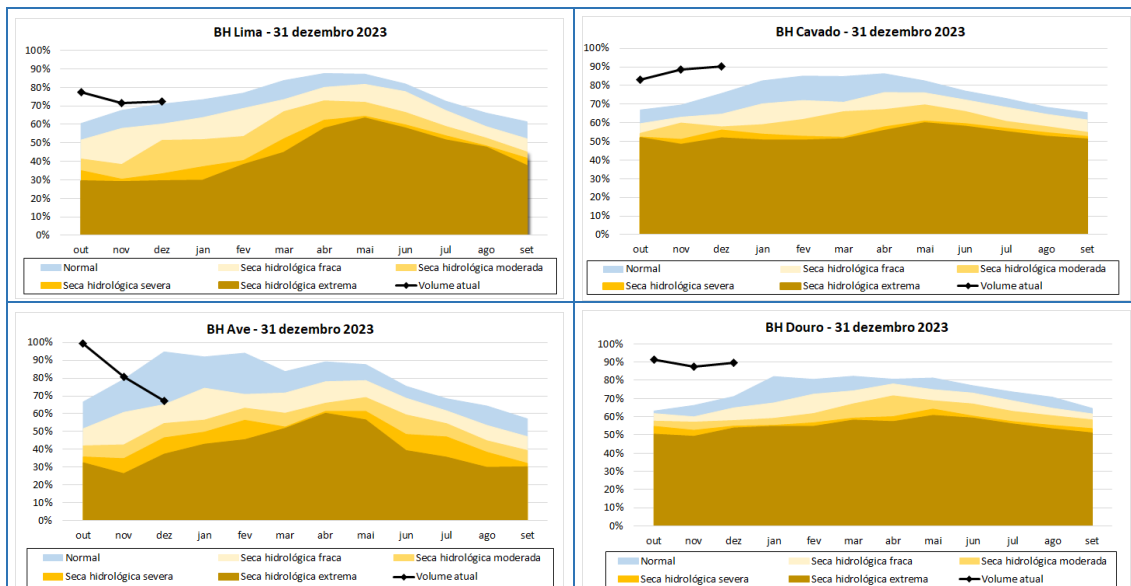 BH Lima - 31 dezembro 2023
100%
90%
80%
70%
60%
50%
40%
30%
20%
10%
0%
out nov dez jan fev mar abr mai jun jul ago set
Normal Seca hidrológica fraca Seca hidrológica moderada
Seca hidrológica severa Seca hidrológica extrema Volume atual
BH Cavado - 31 dezembro 2023
100%
90%
80%
70%
60%
50%
40%
30%
20%
10%
0%
out nov dez jan fev mar abr mai jun jul ago set
Normal Seca hidrológica fraca Seca hidrológica moderada
Seca hidrológica severa Seca hidrológica extrema Volume atual
BH Ave - 31 dezembro 2023
100%
90%
80%
70%
60%
50%
40%
30%
20%
10%
0%
out nov dez jan fev mar abr mai jun jul ago set
Normal Seca hidrológica fraca Seca hidrológica moderada
Seca hidrológica severa Seca hidrológica extrema Volume atual
BH Douro - 31 dezembro 2023
100%
90%
80%
70%
60%
50%
40%
30%
20%
10%
0%
out nov dez jan fev mar abr mai jun jul ago set
Normal Seca hidrológica fraca Seca hidrológica moderada
Seca hidrológica severa Seca hidrológica extrema Volume atual